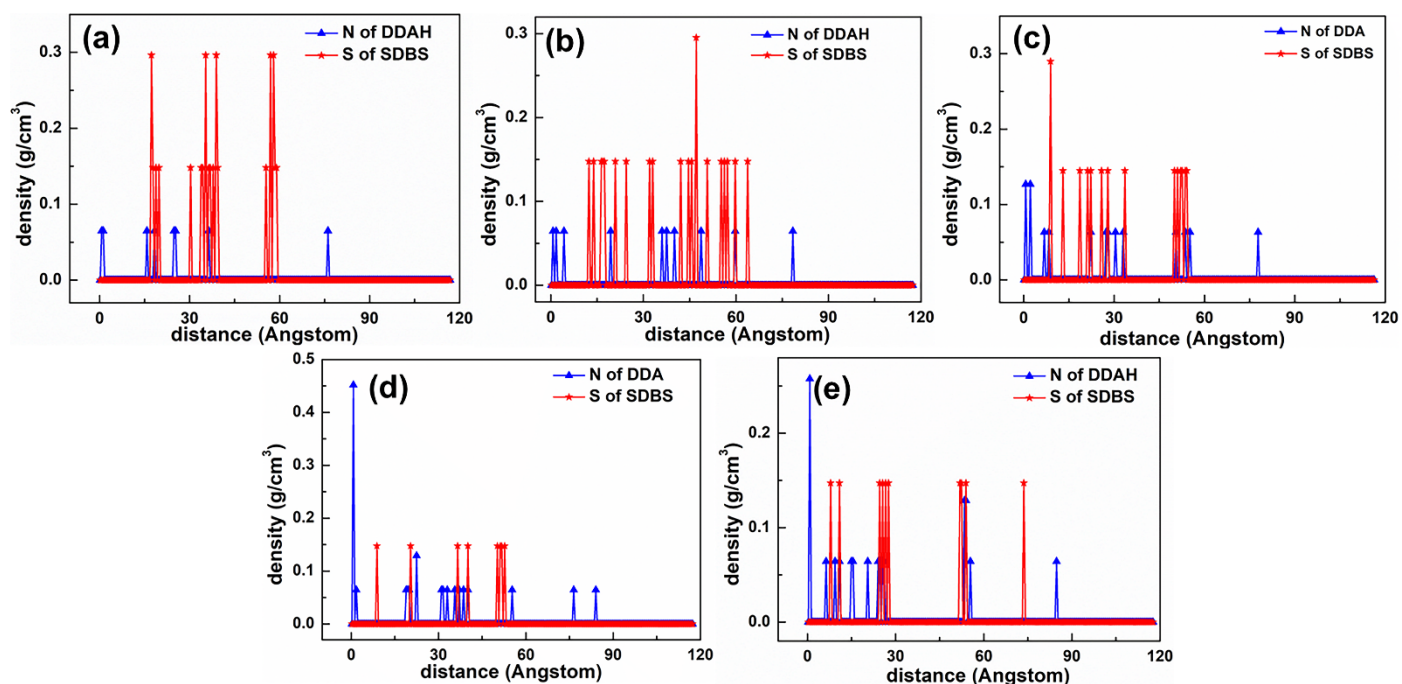 (a)
N of DDAH
S of SDBS
density (g/cm³)
0.3
0.2
0.1
0.0
0 30 60 90 120
distance (Angstom)
(b)
N of DDAH
S of SDBS
density (g/cm³)
0.3
0.2
0.1
0.0
0 30 60 90 120
distance (Angstom)
(c)
N of DDA
S of SDBS
density (g/cm³)
0.3
0.2
0.1
0.0
0 30 60 90 120
distance (Angstom)
(d)
N of DDA
S of SDBS
density (g/cm³)
0.5
0.4
0.3
0.2
0.1
0.0
0 30 60 90 120
distance (Angstom)
(e)
N of DDAH
S of SDBS
density (g/cm³)
0.2
0.1
0.0
0 30 60 90 120
distance (Angstom)